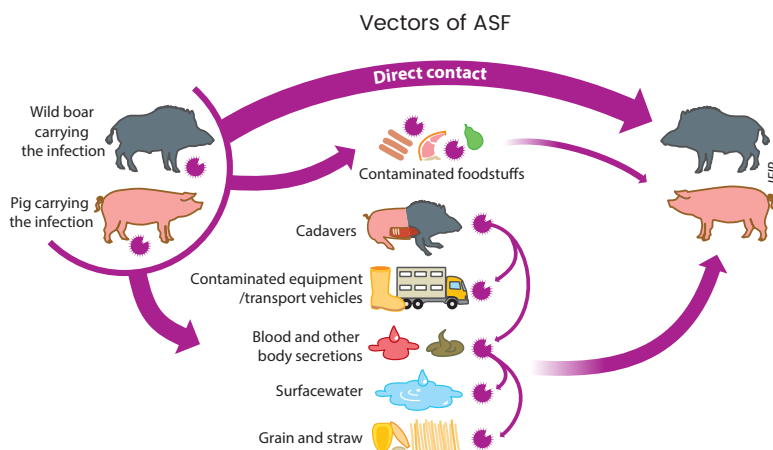 Vectors of ASF
Direct contact
Wild boar
carrying
the infection
Pig carrying
the infection
Contaminated foodstuffs
Cadavers
Contaminated equipment
/transport vehicles
Blood and other
body secretions
Surfacewater
Grain and straw
IFIP